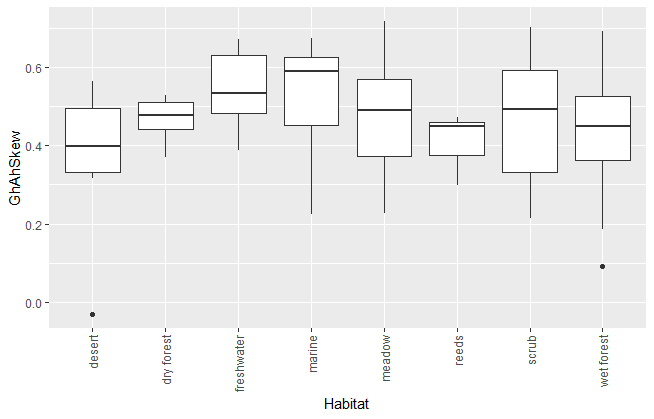 GhAhSkew
0.6
0.4
0.2
0.0
desert
dry forest
freshwater
marine
meadow
reeds
scrub
wet forest
Habitat